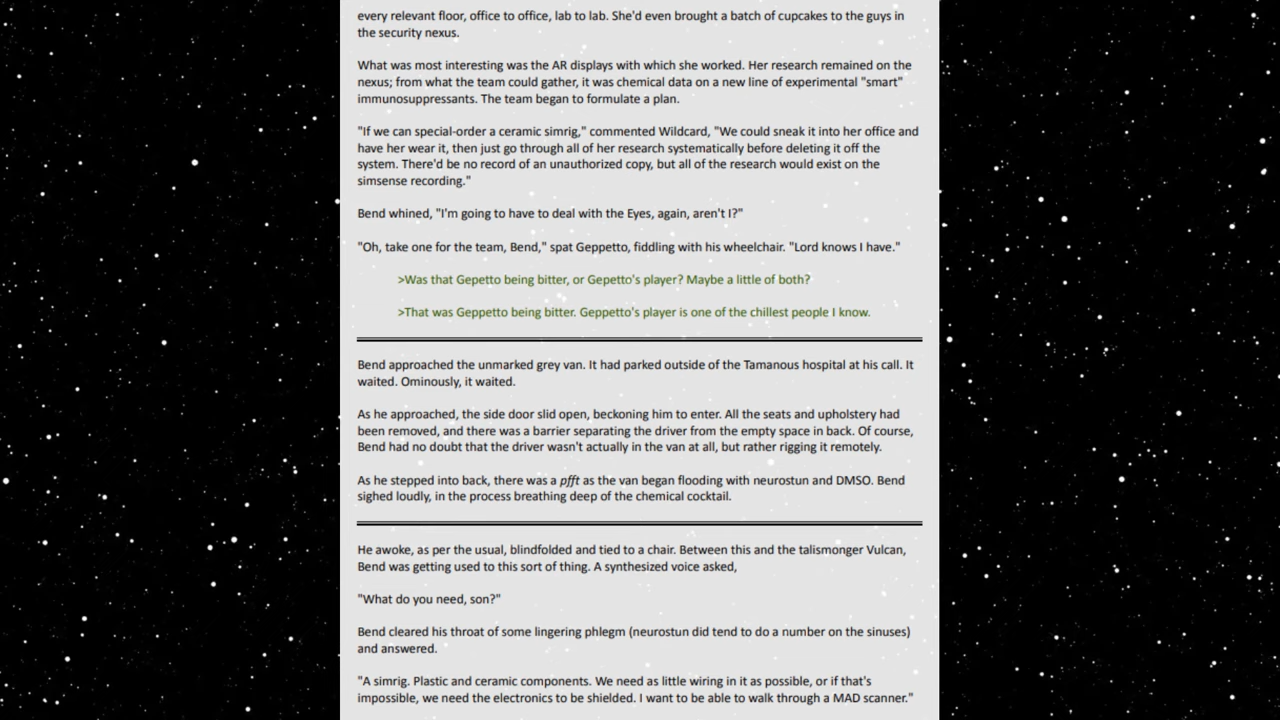 every relevant floor, office to office, lab to lab. She'd even brought a batch of cupcakes to the guys in
the security nexus.
What was most interesting was the AR displays with which she worked. Her research remained on the
nexus; from what the team could gather, it was chemical data on a new line of experimental "smart"
immunosuppressants. The team began to formulate a plan.
"If we can special-order a ceramic simrig," commented Wildcard, "We could sneak it into her office and
have her wear it, then just go through all of her research systematically before deleting it off the
system. There'd be no record of an unauthorized copy, but all of the research would exist on the
simsense recording."
Bend whined, "I'm going to have to deal with the Eyes, again, aren't I?"
"Oh, take one for the team, Bend," spat Geppetto, fiddling with his wheelchair. "Lord knows I have."
>Was that Gepetto being bitter, or Gepetto's player? Maybe a little of both?
>That was Geppetto being bitter. Geppetto's player is one of the chillest people I know.
Bend approached the unmarked grey van. It had parked outside of the Tamanous hospital at his call. It
waited. Ominously, it waited.
As he approached, the side door slid open, beckoning him to enter. All the seats and upholstery had
been removed, and there was a barrier separating the driver from the empty space in back. Of course,
Bend had no doubt that the driver wasn't actually in the van at all, but rather rigging it remotely.
As he stepped into back, there was a pfft as the van began flooding with neurostun and DMSO. Bend
sighed loudly, in the process breathing deep of the chemical cocktail.
He awoke, as per the usual, blindfolded and tied to a chair. Between this and the talismonger Vulcan,
Bend was getting used to this sort of thing. A synthesized voice asked,
"What do you need, son?"
Bend cleared his throat of some lingering phlegm (neurostun did tend to do a number on the sinuses)
and answered.
"A simrig. Plastic and ceramic components. We need as little wiring in it as possible, or if that's
impossible, we need the electronics to be shielded. I want to be able to walk through a MAD scanner."